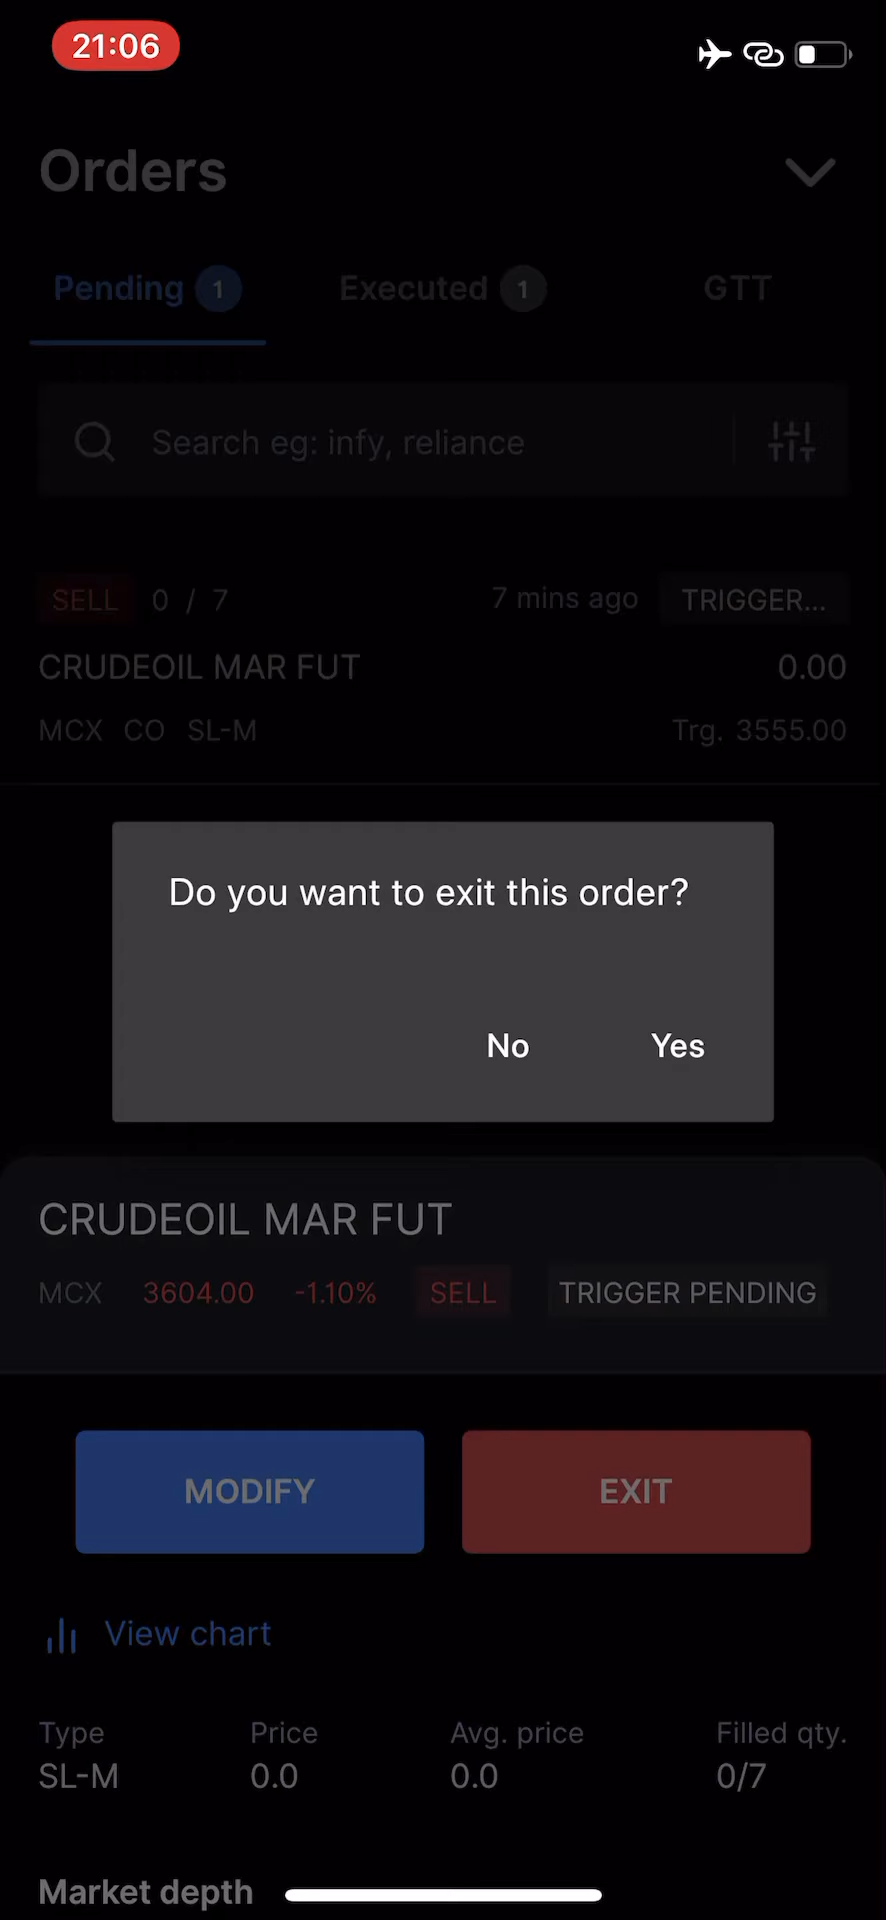 21:06
Orders
Pending 1 Executed 1 GTT
Search eg: infy, reliance
SELL 0 / 7 7 mins ago TRIGGER...
CRUDEOIL MAR FUT 0.00
MCX CO SL-M Trg. 3555.00
Do you want to exit this order?
No Yes
CRUDEOIL MAR FUT
MCX 3604.00 -1.10% SELL TRIGGER PENDING
MODIFY EXIT
View chart
Type Price Avg. price Filled qty.
SL-M 0.0 0.0 0/7
Market depth